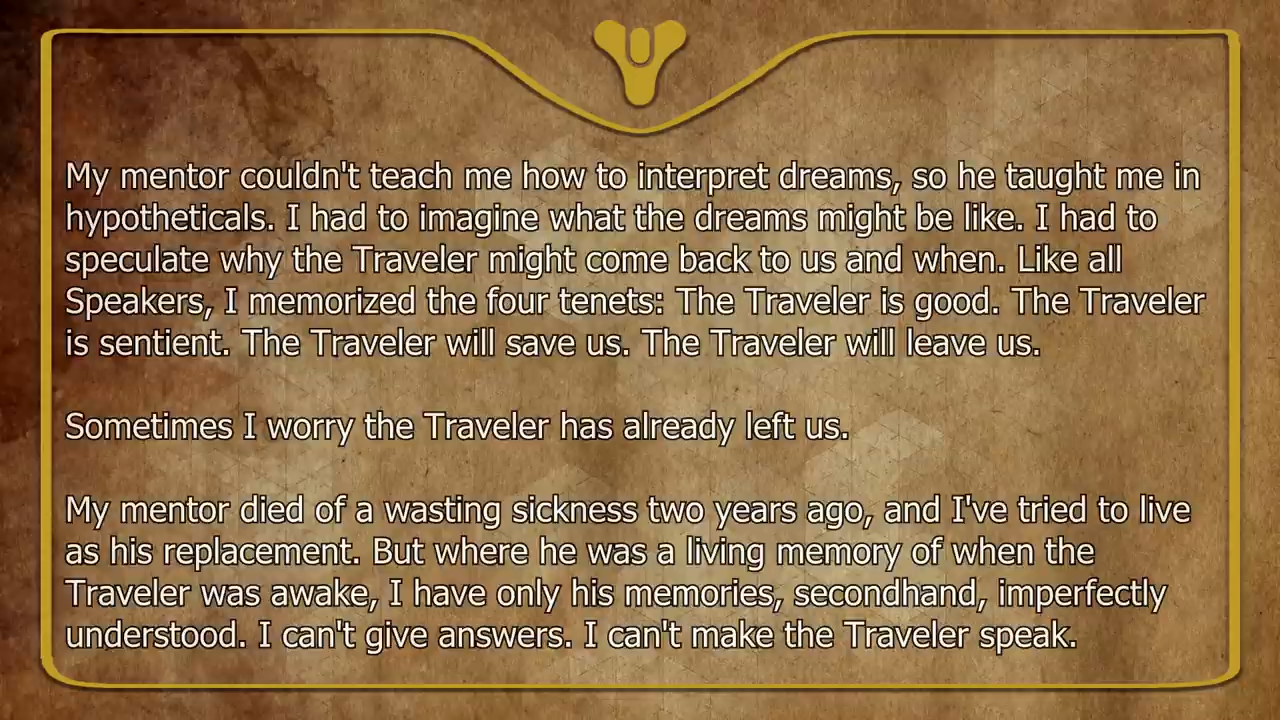 My mentor couldn't teach me how to interpret dreams, so he taught me in
hypotheticals. I had to imagine what the dreams might be like. I had to
speculate why the Traveler might come back to us and when. Like all
Speakers, I memorized the four tenets: The Traveler is good. The Traveler
is sentient. The Traveler will save us. The Traveler will leave us.
Sometimes I worry the Traveler has already left us.
My mentor died of a wasting sickness two years ago, and I've tried to live
as his replacement. But where he was a living memory of when the
Traveler was awake, I have only his memories, secondhand, imperfectly
understood. I can't give answers. I can't make the Traveler speak.